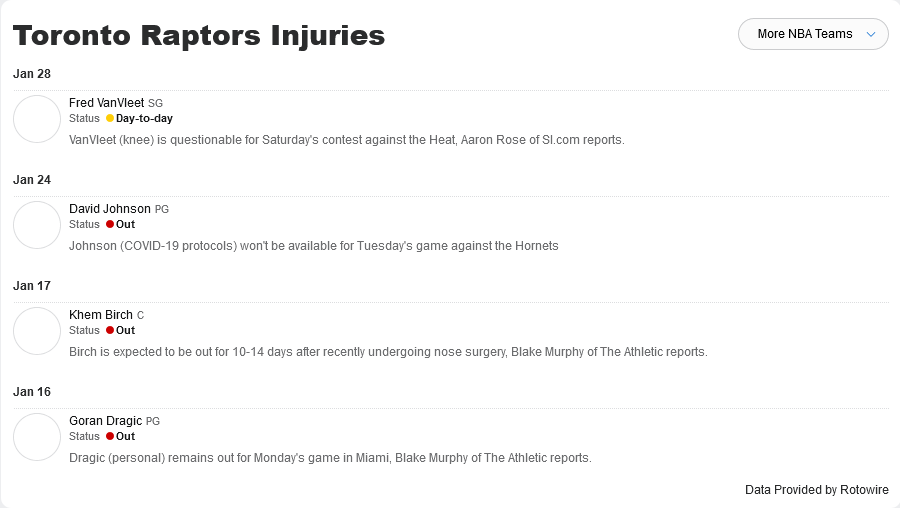 Toronto Raptors Injuries
More NBA Teams
Jan 28
Fred VanVleet SG
Status Day-to-day
VanVleet (knee) is questionable for Saturday's contest against the Heat, Aaron Rose of SI.com reports.
Jan 24
David Johnson PG
Status Out
Johnson (COVID-19 protocols) won't be available for Tuesday's game against the Hornets
Jan 17
Khem Birch C
Status Out
Birch is expected to be out for 10-14 days after recently undergoing nose surgery, Blake Murphy of The Athletic reports.
Jan 16
Goran Dragic PG
Status Out
Dragic (personal) remains out for Monday's game in Miami, Blake Murphy of The Athletic reports.
Data Provided by Rotowire